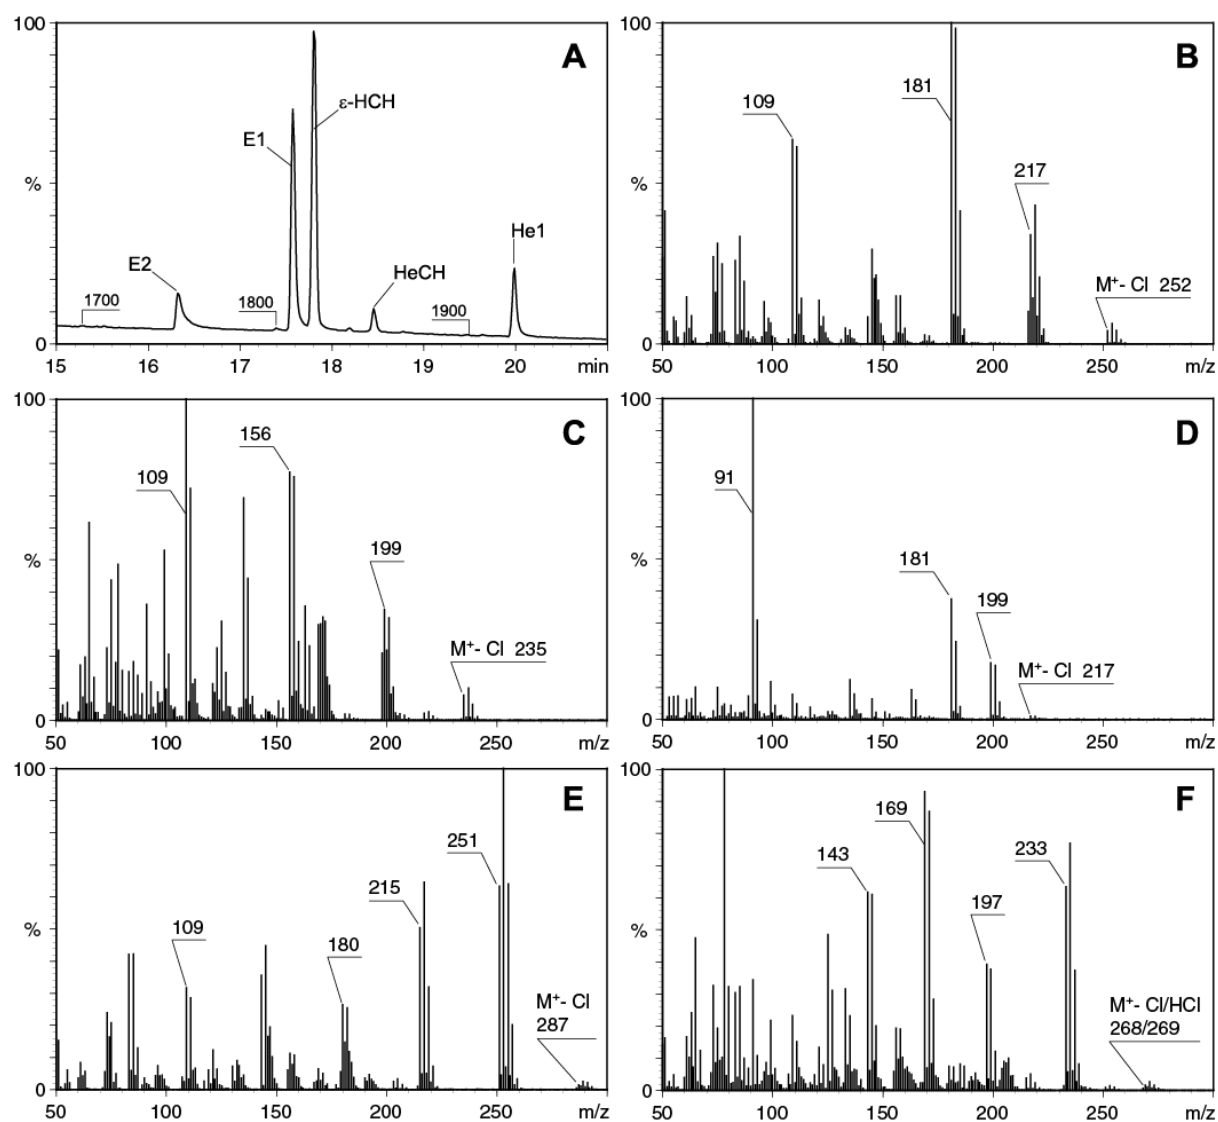 100
A
ε-HCH
E1
%
He1
E2
HeCH
1700
1800
1900
0
15 16 17 18 19 20 min
100
B
181
109
%
217
M⁺- Cl 252
0
50 100 150 200 250 m/z
100
C
156
109
%
199
M⁺- Cl 235
0
50 100 150 200 250 m/z
100
D
91
%
181
199
M⁺- Cl 217
0
50 100 150 200 250 m/z
100
E
251
215
%
109
180
M⁺- Cl
287
0
50 100 150 200 250 m/z
100
F
169
143
233
%
197
M⁺- Cl/HCl
268/269
0
50 100 150 200 250 m/z